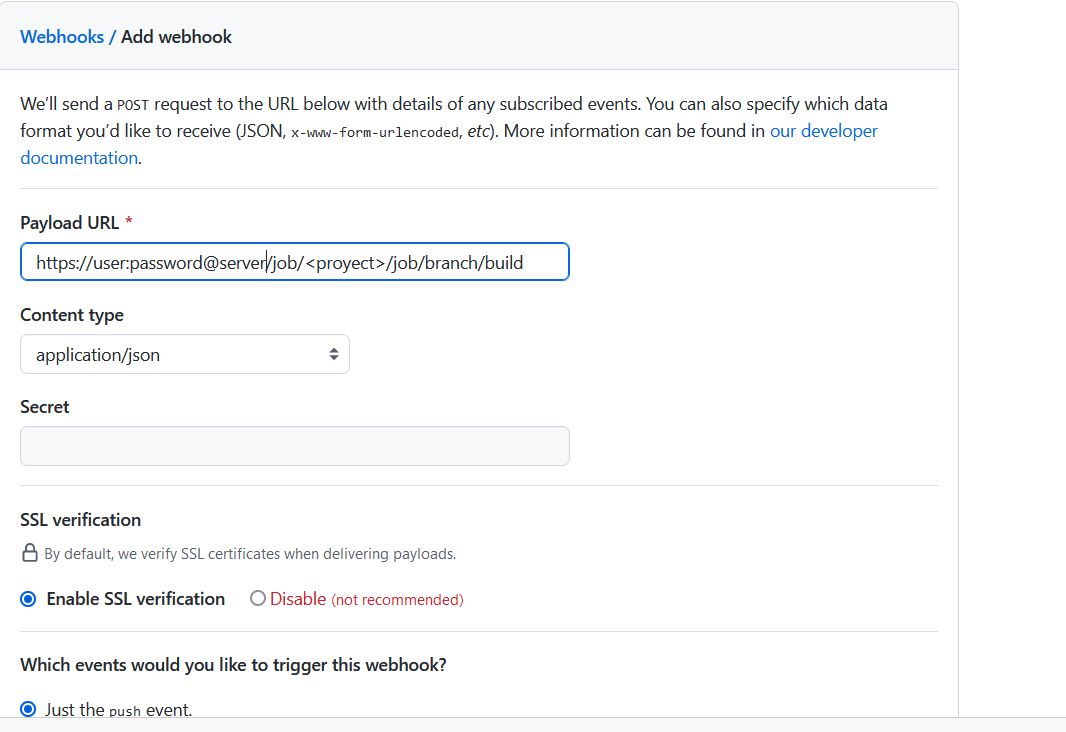 Webhooks / Add webhook
We'll send a POST request to the URL below with details of any subscribed events. You can also specify which data
format you'd like to receive (JSON, x-www-form-urlencoded, etc). More information can be found in our developer
documentation.
Payload URL *
https://user:password@server/job/<proyect>/job/branch/build
Content type
application/json
Secret
SSL verification
By default, we verify SSL certificates when delivering payloads.
Enable SSL verification Disable (not recommended)
Which events would you like to trigger this webhook?
Just the push event.